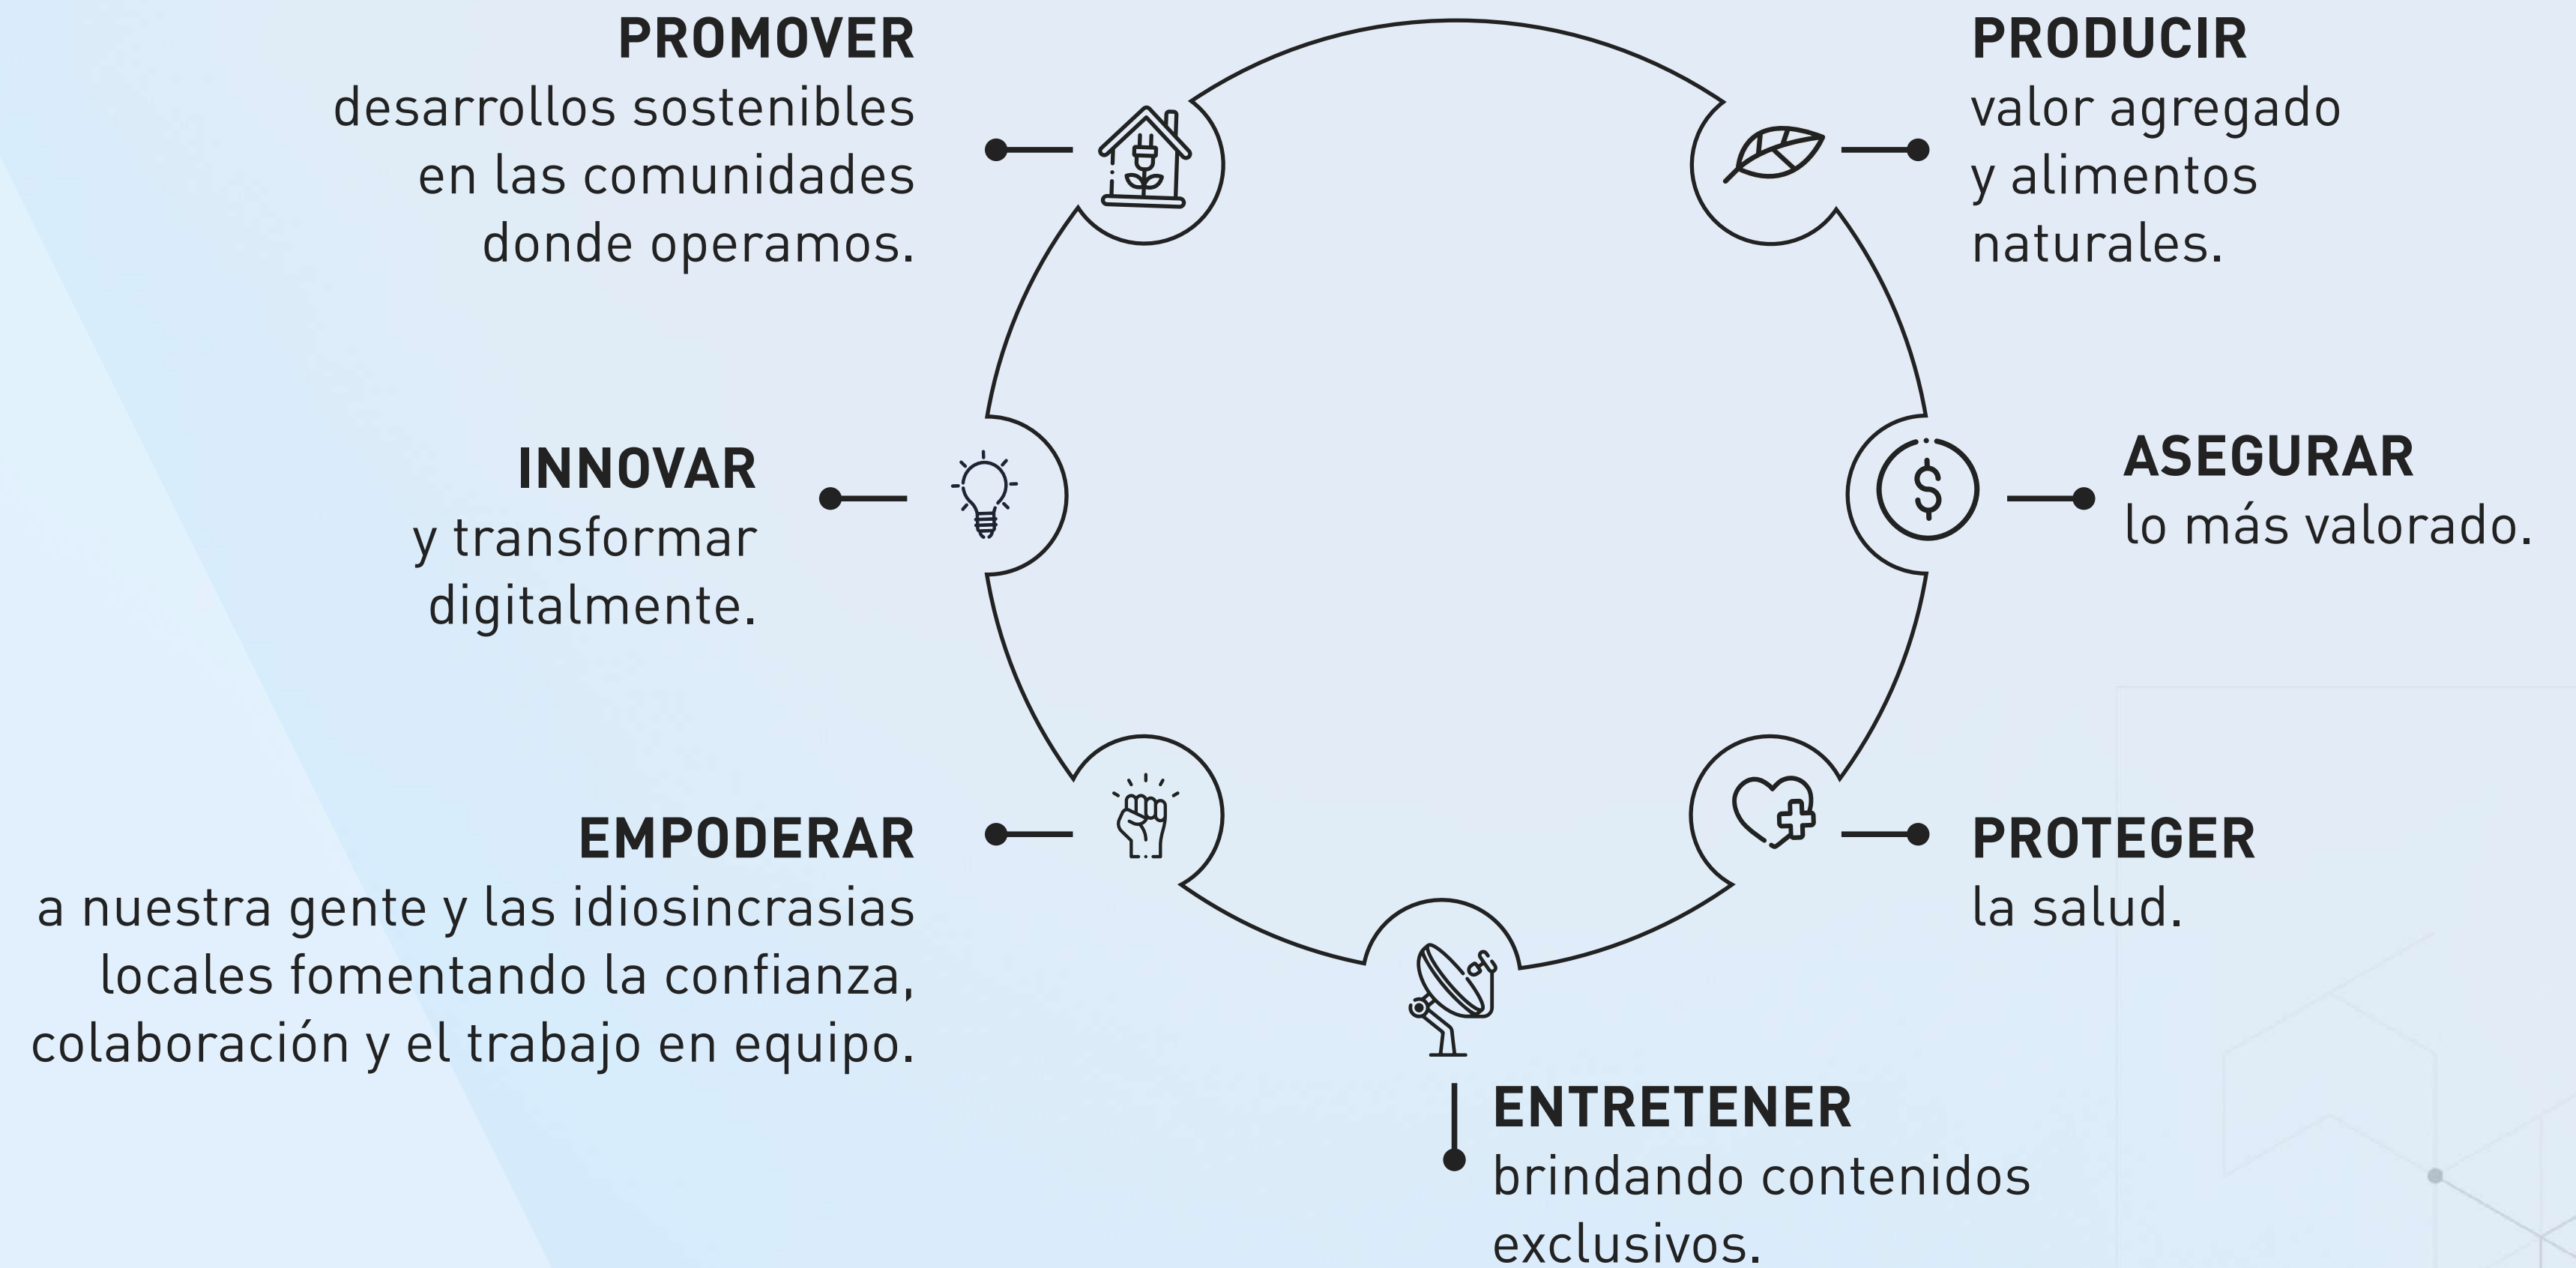 PROMOVER
desarrollos sostenibles
en las comunidades
donde operamos.
PRODUCIR
valor agregado
y alimentos
naturales.
INNOVAR
y transformar
digitalmente.
ASEGURAR
lo más valorado.
EMPODERAR
a nuestra gente y las idiosincrasias
locales fomentando la confianza,
colaboración y el trabajo en equipo.
PROTEGER
la salud.
ENTRETENER
brindando contenidos
exclusivos.